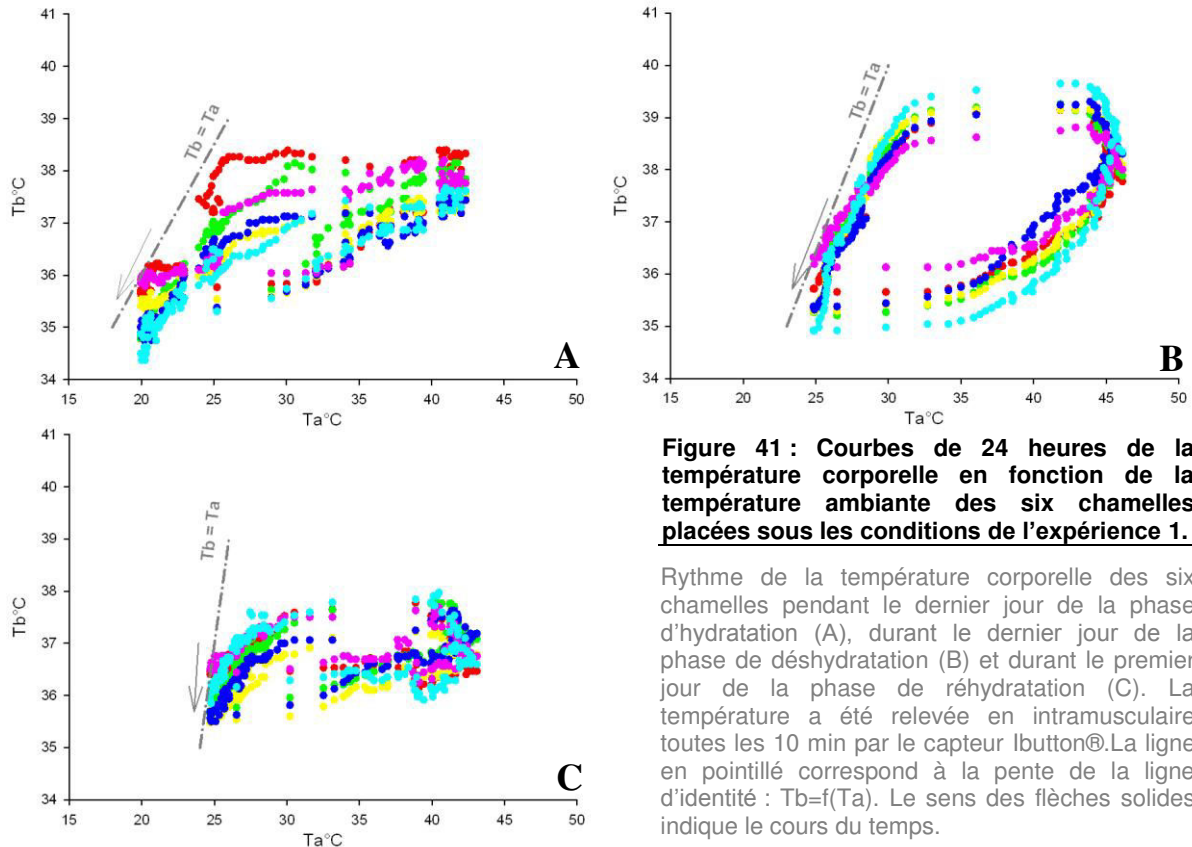 41
40
39
38
37
36
35
34
Tb°C
Tb = Ta
A
15 20 25 30 35 40 45 50
Ta°C
41
40
39
38
37
36
35
34
Tb°C
Tb = Ta
B
15 20 25 30 35 40 45 50
Ta°C
41
40
39
38
37
36
35
34
Tb°C
Tb = Ta
C
15 20 25 30 35 40 45 50
Ta°C
Figure 41 : Courbes de 24 heures de la
température corporelle en fonction de la
température ambiante des six chamelles
placées sous les conditions de l'expérience 1.
Rythme de la température corporelle des six
chamelles pendant le dernier jour de la phase
d'hydratation (A), durant le dernier jour de la
phase de déshydratation (B) et durant le premier
jour de la phase de réhydratation (C). La
température a été relevée en intramusculaire
toutes les 10 min par le capteur Ibutton®.La ligne
en pointillé correspond à la pente de la ligne
d'identité : Tb=f(Ta). Le sens des flèches solides
indique le cours du temps.